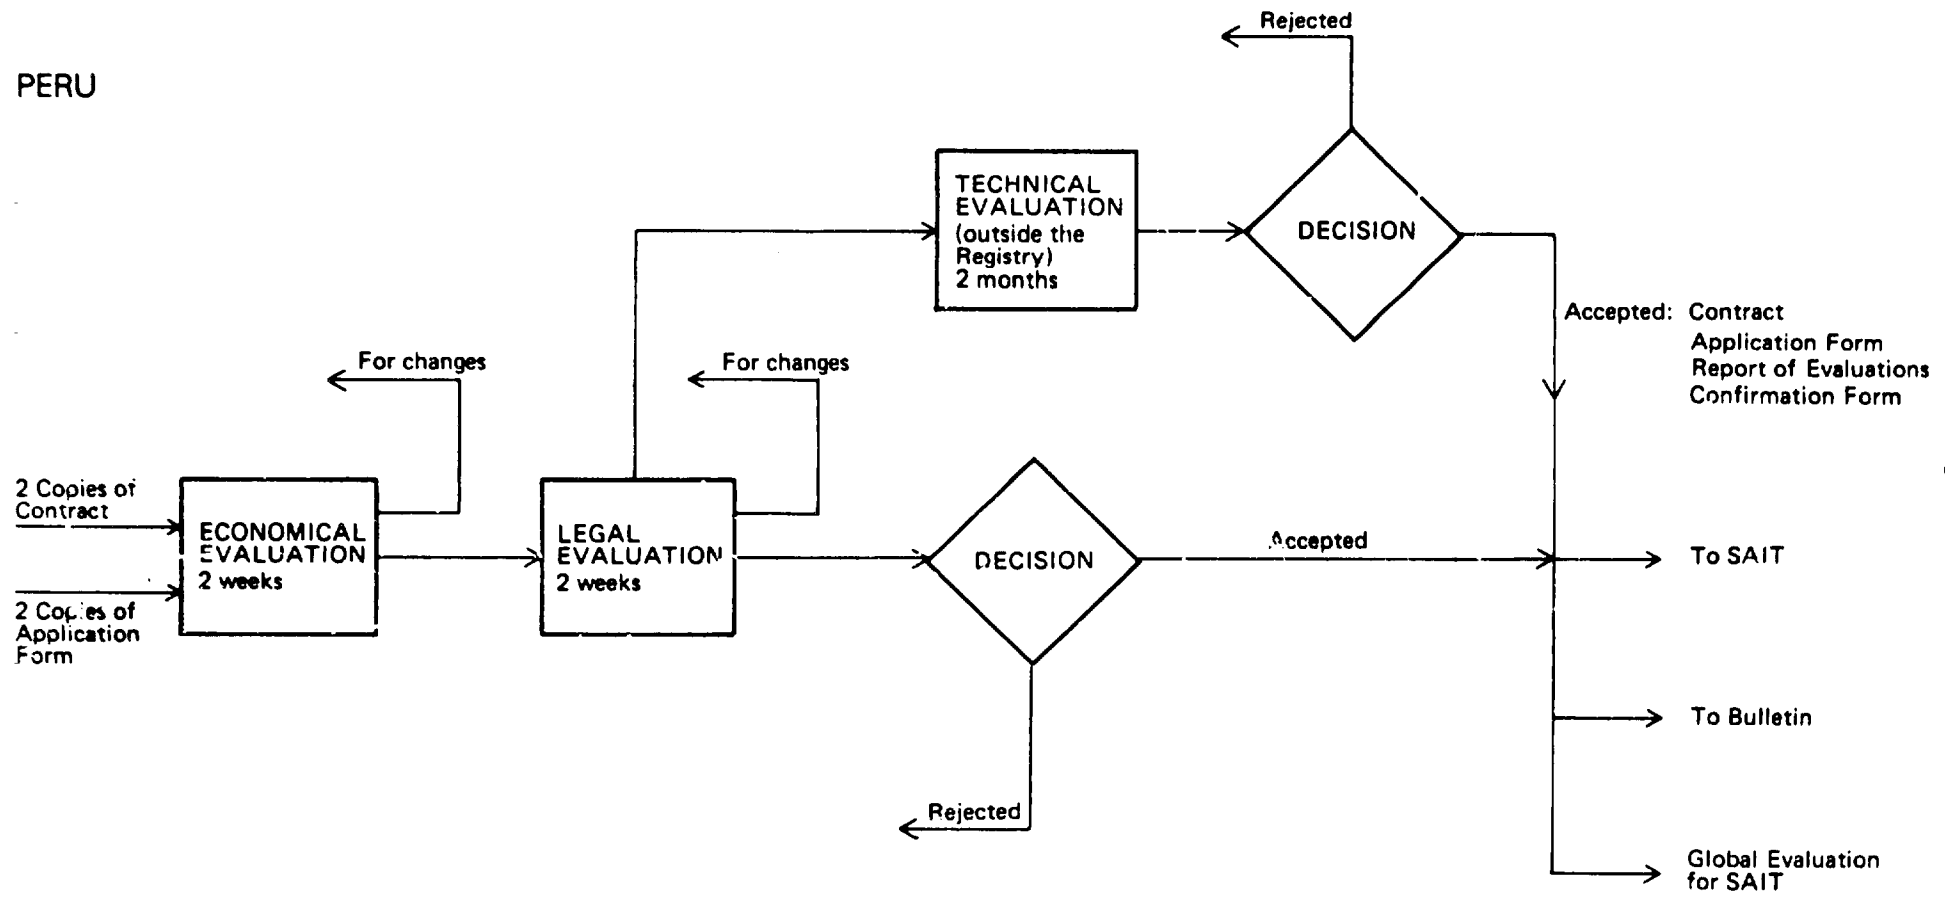 Rejected
PERU
TECHNICAL
EVALUATION
(outside the
Registry)
2 months
DECISION
Accepted: Contract
Application Form
Report of Evaluations
Confirmation Form
For changes
For changes
2 Copies of
Contract
ECONOMICAL
EVALUATION
2 weeks
LEGAL
EVALUATION
2 weeks
DECISION
Accepted
To SAIT
2 Copies of
Application
Form
To Bulletin
Rejected
Global Evaluation
for SAIT